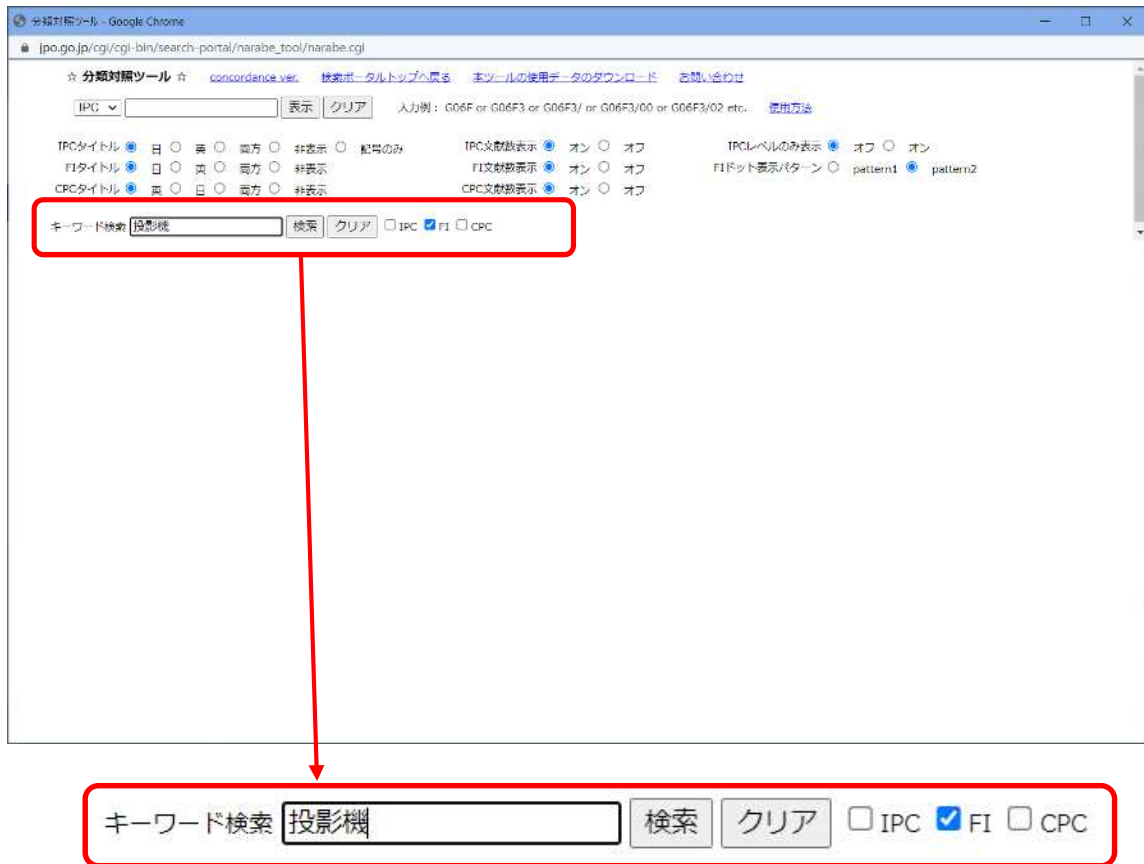 分類対照ツール - Google Chrome
jpo.go.jp/cgi/cgi-bin/search-portal/narabe_tool/narabe.cgi
☆ 分類対照ツール ☆ concordance ver. 検索ポータルトップへ戻る 本ツールの使用データのダウンロード お問い合わせ
IPC 表示 クリア 入力例： G06F or G06F3 or G06F3/ or G06F3/00 or G06F3/02 etc. 使用方法
IPCタイトル 日 英 両方 非表示 記号のみ IPC文献数表示 オン オフ IPCレベルのみ表示 オフ オン
FIタイトル 日 英 両方 非表示 FI文献数表示 オン オフ FIドット表示パターン pattern1 pattern2
CPCタイトル 英 日 両方 非表示 CPC文献数表示 オン オフ
キーワード検索 投影機 検索 クリア IPC FI CPC
キーワード検索 投影機 検索 クリア IPC FI CPC